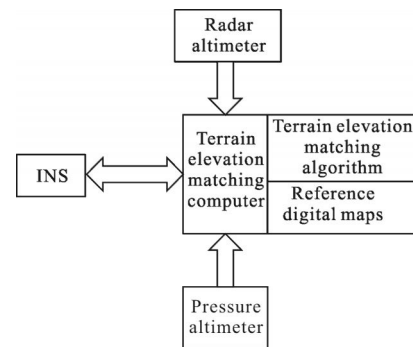 Radar
altimeter
Terrain
elevation
matching
computer
Terrain elevation
matching
algorithm
Reference
digital maps
INS
Pressure
altimeter